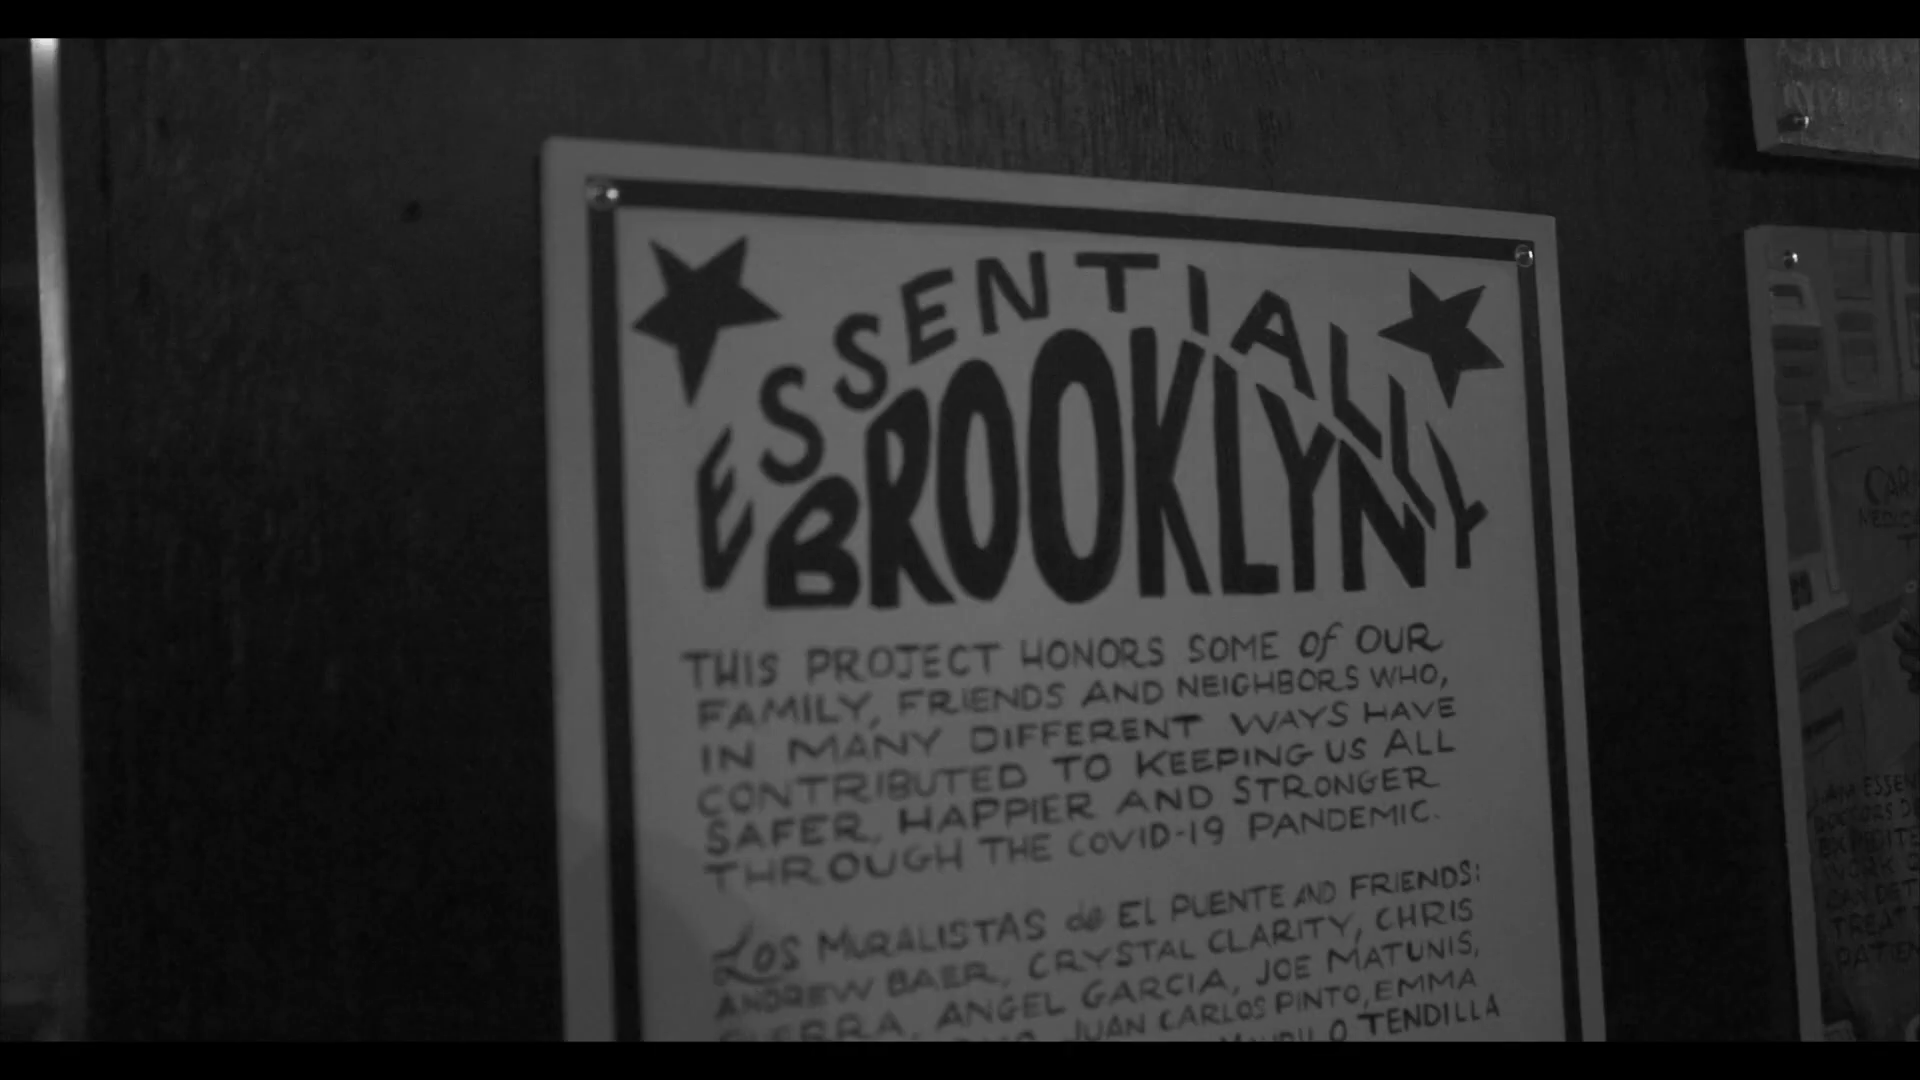 ESSENTIALLY
BROOKLYN
THIS PROJECT HONORS SOME of OUR
FAMILY, FRIENDS AND NEIGHBORS WHO,
IN MANY DIFFERENT WAYS HAVE
CONTRIBUTED TO KEEPING US ALL
SAFER, HAPPIER AND STRONGER
THROUGH THE COVID-19 PANDEMIC.
LOS MURALISTAS de EL PUENTE AND FRIENDS:
ANDREW BAER, CRYSTAL CLARITY, CHRIS
ANGEL GARCIA, JOE MATUNIS,
JUAN CARLOS PINTO, EMMA
TENDILLA